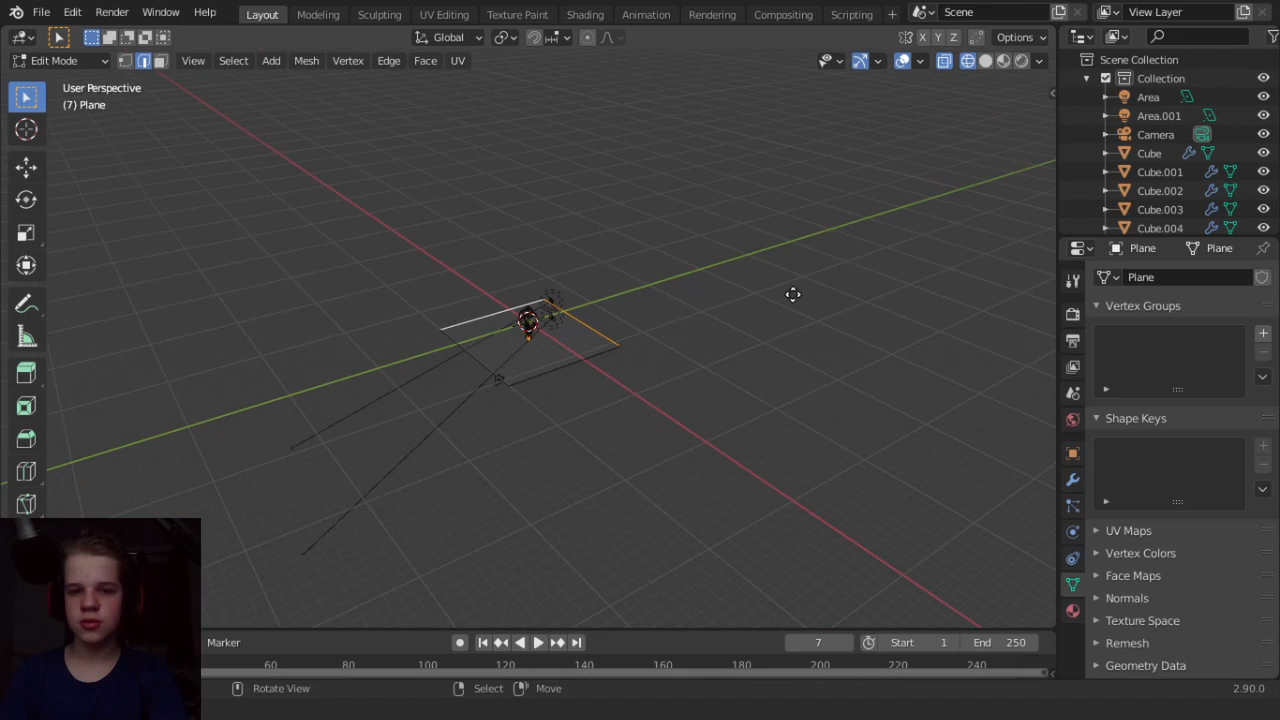 File Edit Render Window Help Layout Modeling Sculpting UV Editing Texture Paint Shading Animation Rendering Compositing Scripting + Scene View Layer
Global X Y Z Options
Edit Mode View Select Add Mesh Vertex Edge Face UV
User Perspective
(7) Plane
Scene Collection
Collection
Area
Area.001
Camera
Cube
Cube.001
Cube.002
Cube.003
Cube.004
Plane Plane
Plane
Vertex Groups
Shape Keys
UV Maps
Vertex Colors
Face Maps
Normals
Texture Space
Remesh
Geometry Data
Marker 7 Start 1 End 250
60 80 100 120 140 160 180 200 220 240
Rotate View Select Move 2.90.0